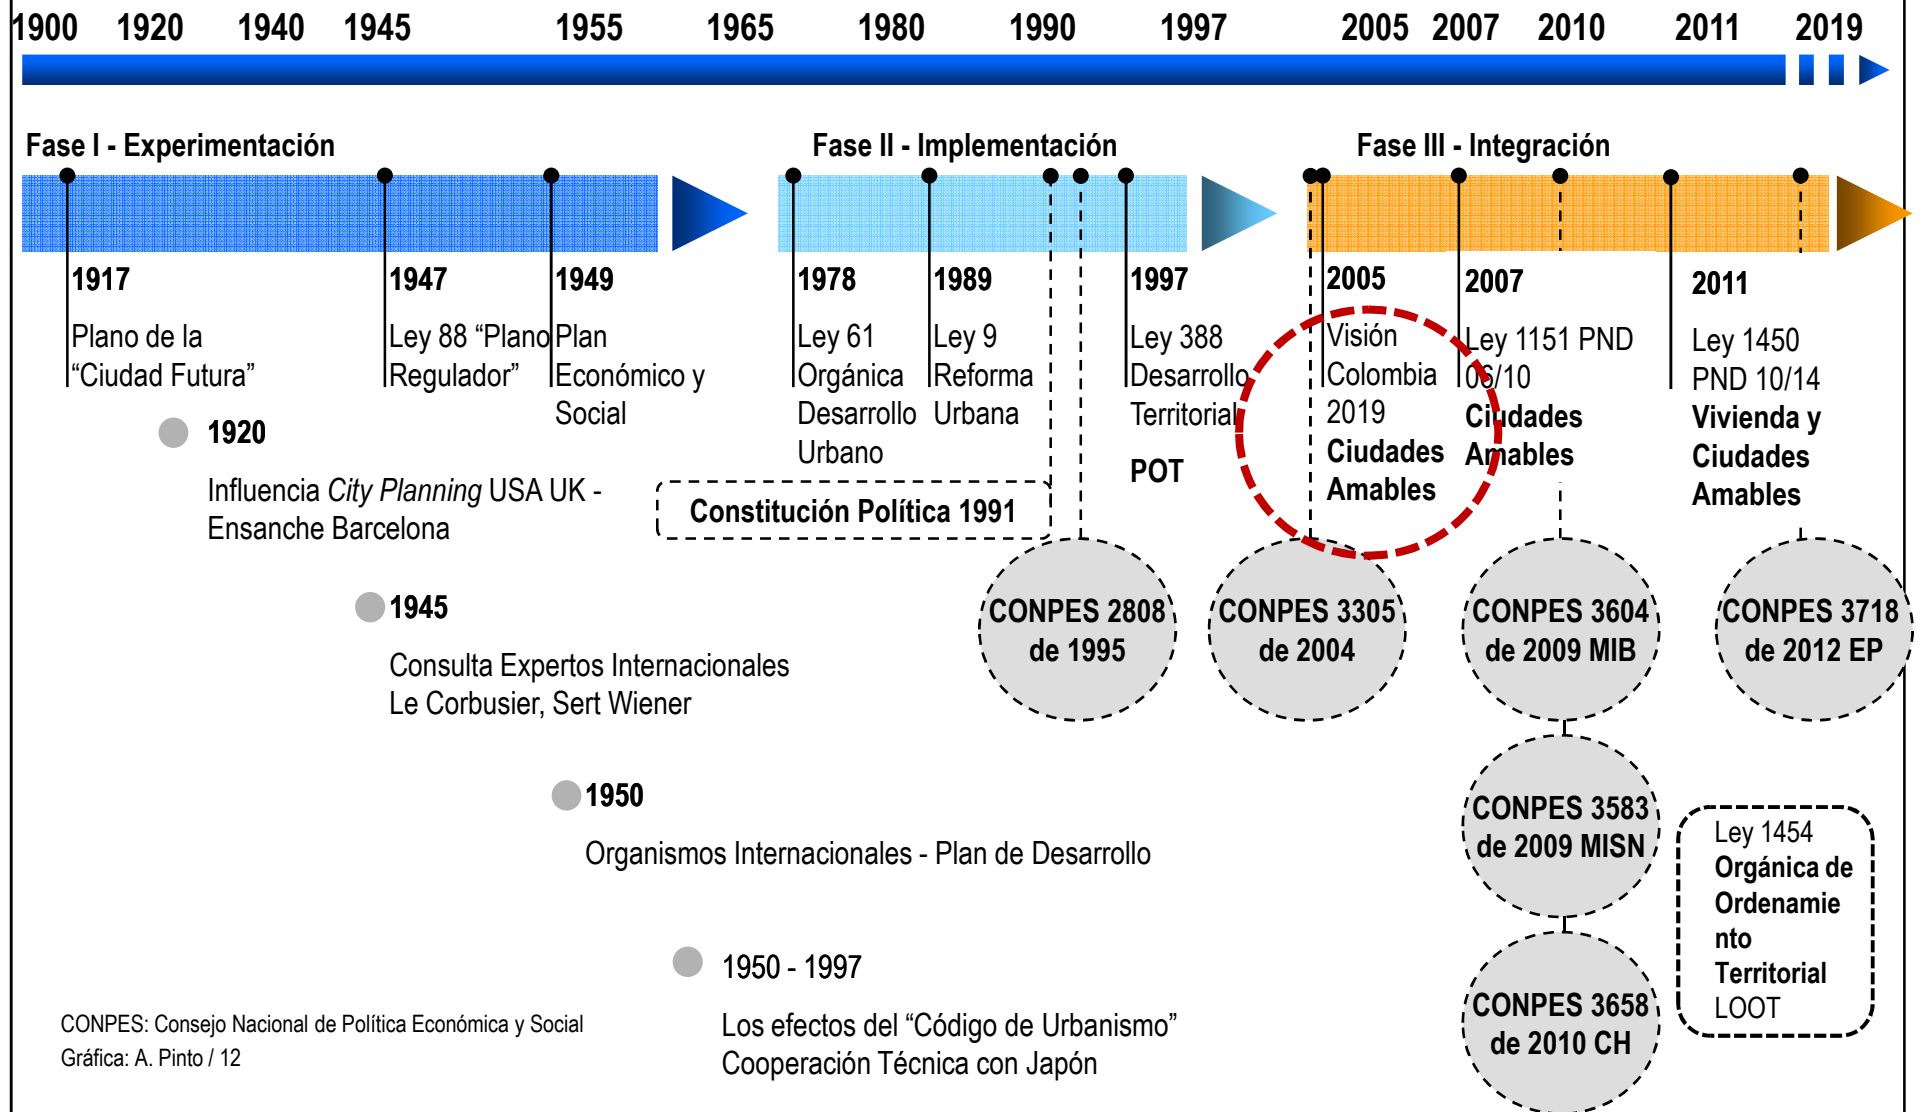 1900 1920 1940 1945 1955 1965 1980 1990 1997 2005 2007 2010 2011 2019
Fase I - Experimentación
Fase II - Implementación
Fase III - Integración
1917
Plano de la
“Ciudad Futura”
1947
Ley 88 “Plano
Regulador”
1949
Plan
Económico y
Social
1978
Ley 61
Orgánica
Desarrollo
Urbano
1989
Ley 9
Reforma
Urbana
1997
Ley 388
Desarrollo
Territorial
POT
2005
Visión
Colombia
2019
Ciudades
Amables
2007
Ley 1151 PND
06/10
Ciudades
Amables
2011
Ley 1450
PND 10/14
Vivienda y
Ciudades
Amables
1920
Influencia City Planning USA UK -
Ensanche Barcelona
Constitución Política 1991
1945
Consulta Expertos Internacionales
Le Corbusier, Sert Wiener
CONPES 2808
de 1995
CONPES 3305
de 2004
CONPES 3604
de 2009 MIB
CONPES 3718
de 2012 EP
1950
Organismos Internacionales - Plan de Desarrollo
CONPES 3583
de 2009 MISN
Ley 1454
Orgánica de
Ordenamie
nto
Territorial
LOOT
1950 - 1997
Los efectos del “Código de Urbanismo”
Cooperación Técnica con Japón
CONPES 3658
de 2010 CH
CONPES: Consejo Nacional de Política Económica y Social
Gráfica: A. Pinto / 12